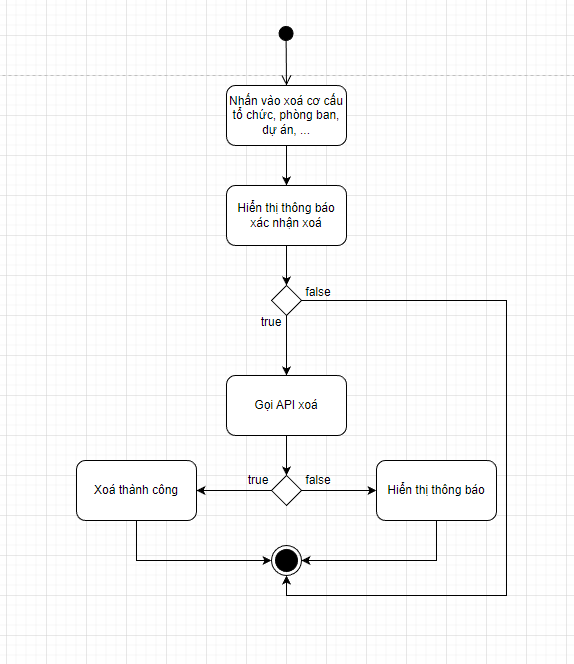 Nhấn vào xoá cơ cấu
tổ chức, phòng ban,
dự án, ...
Hiển thị thông báo
xác nhận xoá
false
true
Gọi API xoá
true
false
Xoá thành công
Hiển thị thông báo